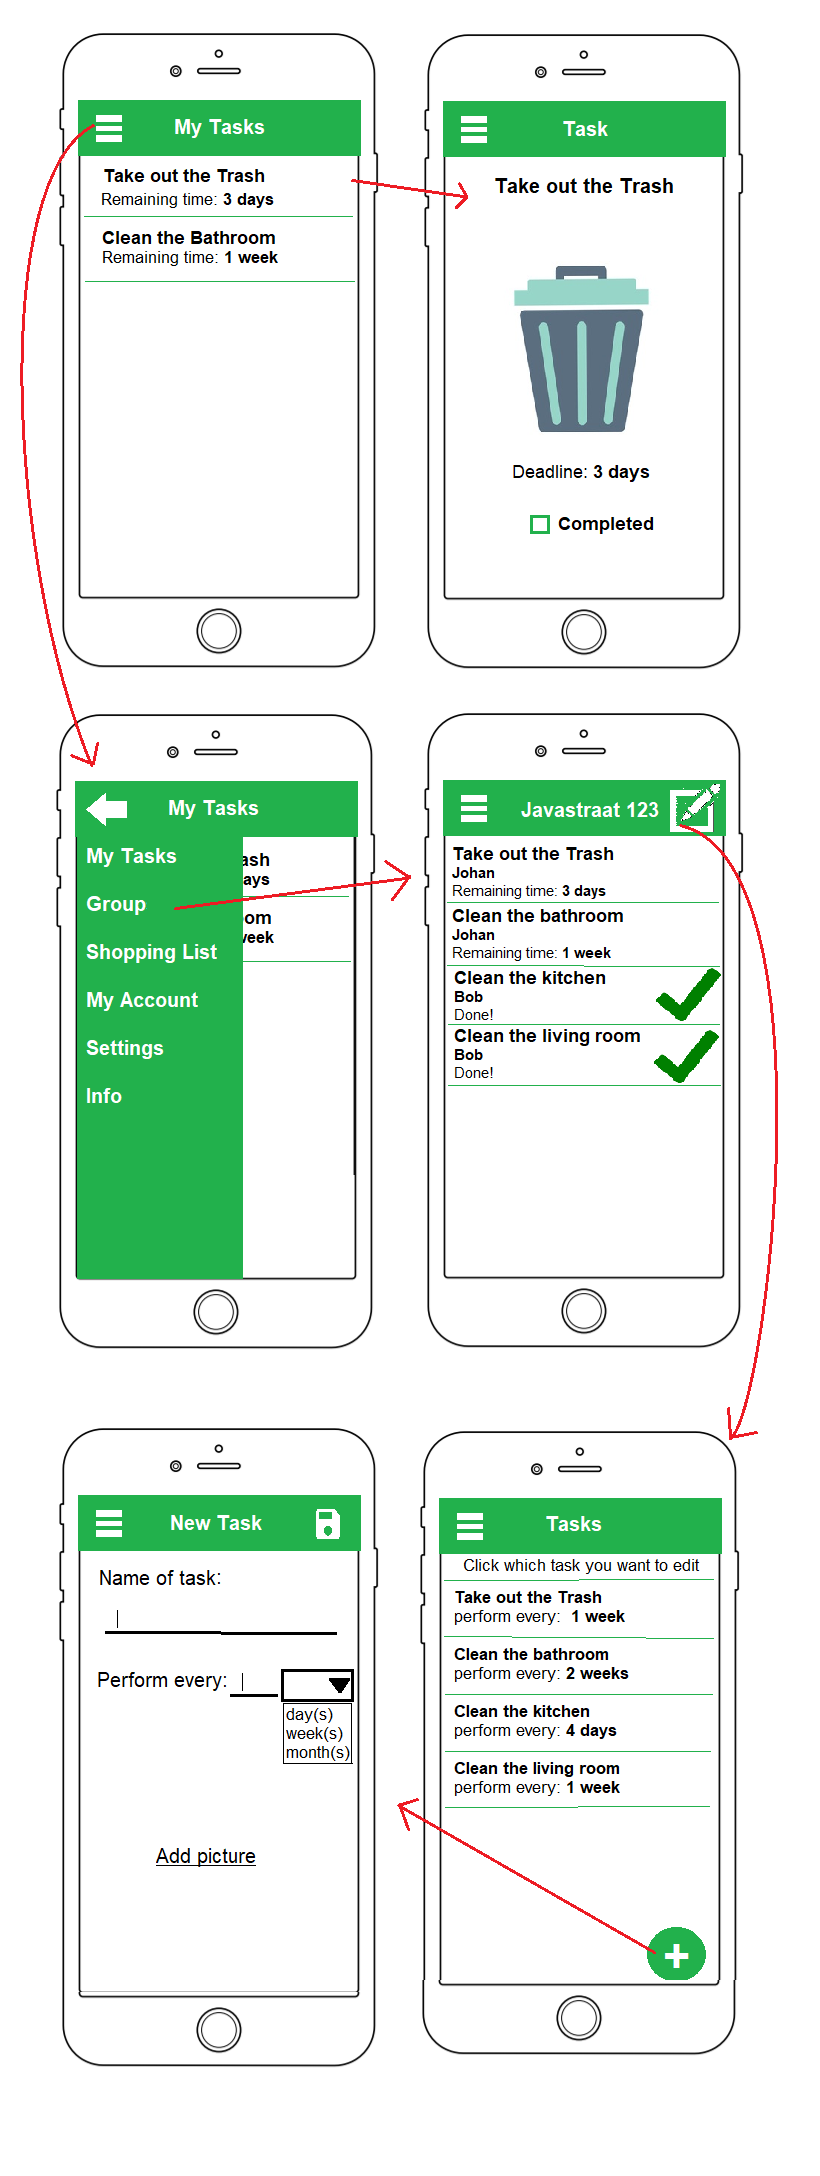 My Tasks
Take out the Trash
Remaining time: 3 days
Clean the Bathroom
Remaining time: 1 week
Task
Take out the Trash
Deadline: 3 days
Completed
My Tasks
My Tasks
Group
Shopping List
My Account
Settings
Info
ash
ays
oom
week
Javastraat 123
Take out the Trash
Johan
Remaining time: 3 days
Clean the bathroom
Johan
Remaining time: 1 week
Clean the kitchen
Bob
Done!
Clean the living room
Bob
Done!
New Task
Name of task:
Perform every:
day(s)
week(s)
month(s)
Add picture
Tasks
Click which task you want to edit
Take out the Trash
perform every: 1 week
Clean the bathroom
perform every: 2 weeks
Clean the kitchen
perform every: 4 days
Clean the living room
perform every: 1 week
+